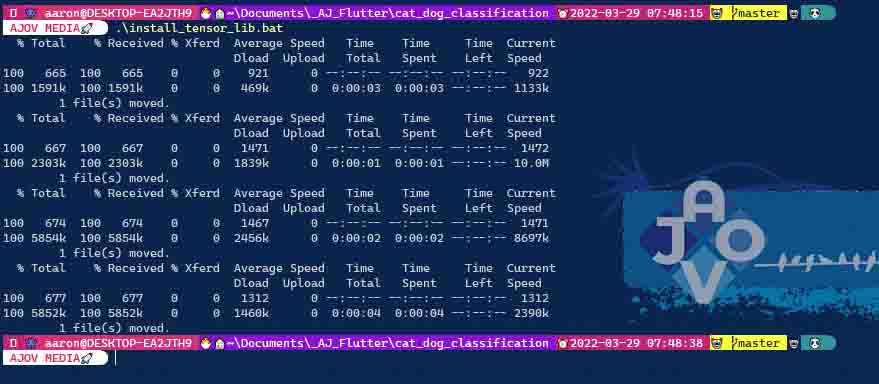 aaron@DESKTOP-EA2JTH9 ~\Documents\_AJ_Flutter\cat_dog_classification 2022-03-29 07:48:15 master
AJOV MEDIA .\install_tensor_lib.bat
% Total % Received % Xferd Average Speed Time Time Time Current
Dload Upload Total Spent Left Speed
100 665 100 665 0 0 921 0 --:--:-- --:--:-- --:--:-- 922
100 1591k 100 1591k 0 0 469k 0 0:00:03 0:00:03 --:--:-- 1133k
1 file(s) moved.
% Total % Received % Xferd Average Speed Time Time Time Current
Dload Upload Total Spent Left Speed
100 667 100 667 0 0 1471 0 --:--:-- --:--:-- --:--:-- 1472
100 2303k 100 2303k 0 0 1839k 0 0:00:01 0:00:01 --:--:-- 10.0M
1 file(s) moved.
% Total % Received % Xferd Average Speed Time Time Time Current
Dload Upload Total Spent Left Speed
100 674 100 674 0 0 1467 0 --:--:-- --:--:-- --:--:-- 1471
100 5854k 100 5854k 0 0 2456k 0 0:00:02 0:00:02 --:--:-- 8697k
1 file(s) moved.
% Total % Received % Xferd Average Speed Time Time Time Current
Dload Upload Total Spent Left Speed
100 677 100 677 0 0 1312 0 --:--:-- --:--:-- --:--:-- 1312
100 5852k 100 5852k 0 0 1460k 0 0:00:04 0:00:04 --:--:-- 2390k
1 file(s) moved.
aaron@DESKTOP-EA2JTH9 ~\Documents\_AJ_Flutter\cat_dog_classification 2022-03-29 07:48:38 master
AJOV MEDIA
AJOV